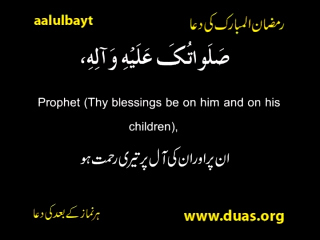 aalulbayt
رمضان المبارک کی دعا
صَلَواتُكَ عَلَيْهِ وَآلِهِ،
Prophet (Thy blessings be on him and on his
children),
ان پر اور ان کی آل پر تیری رحمت ہو
ہر نماز کے بعد کی دعا
www.duas.org